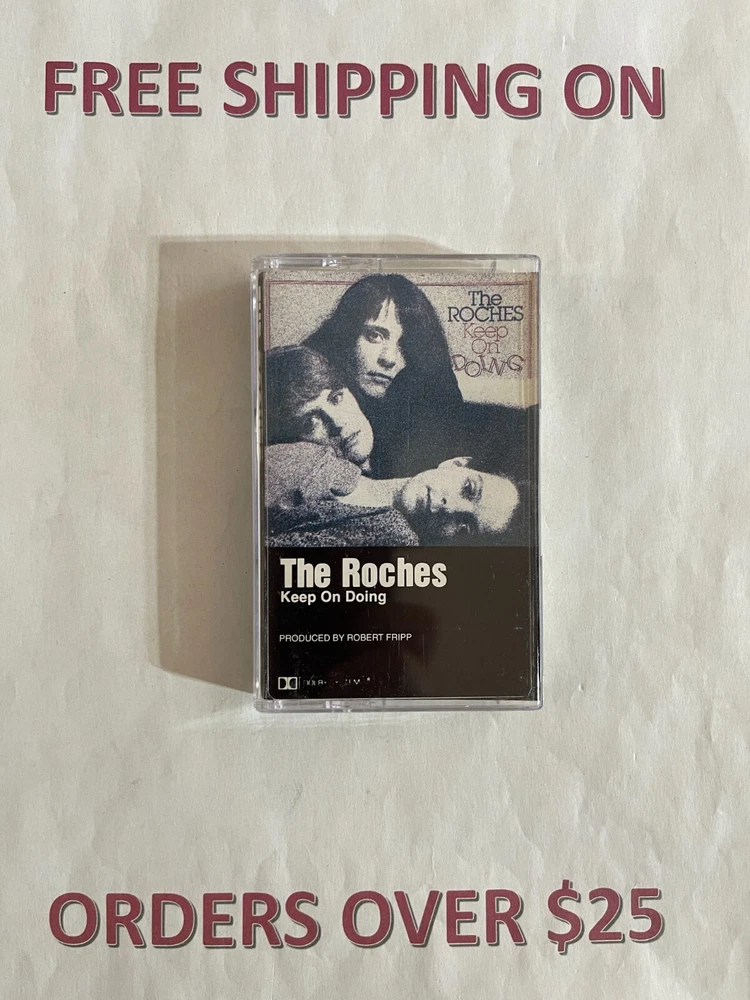 FREE SHIPPING ON
The
ROCHES
Keep
On
DOING
The Roches
Keep On Doing
PRODUCED BY ROBERT FRIPP
ORDERS OVER $25